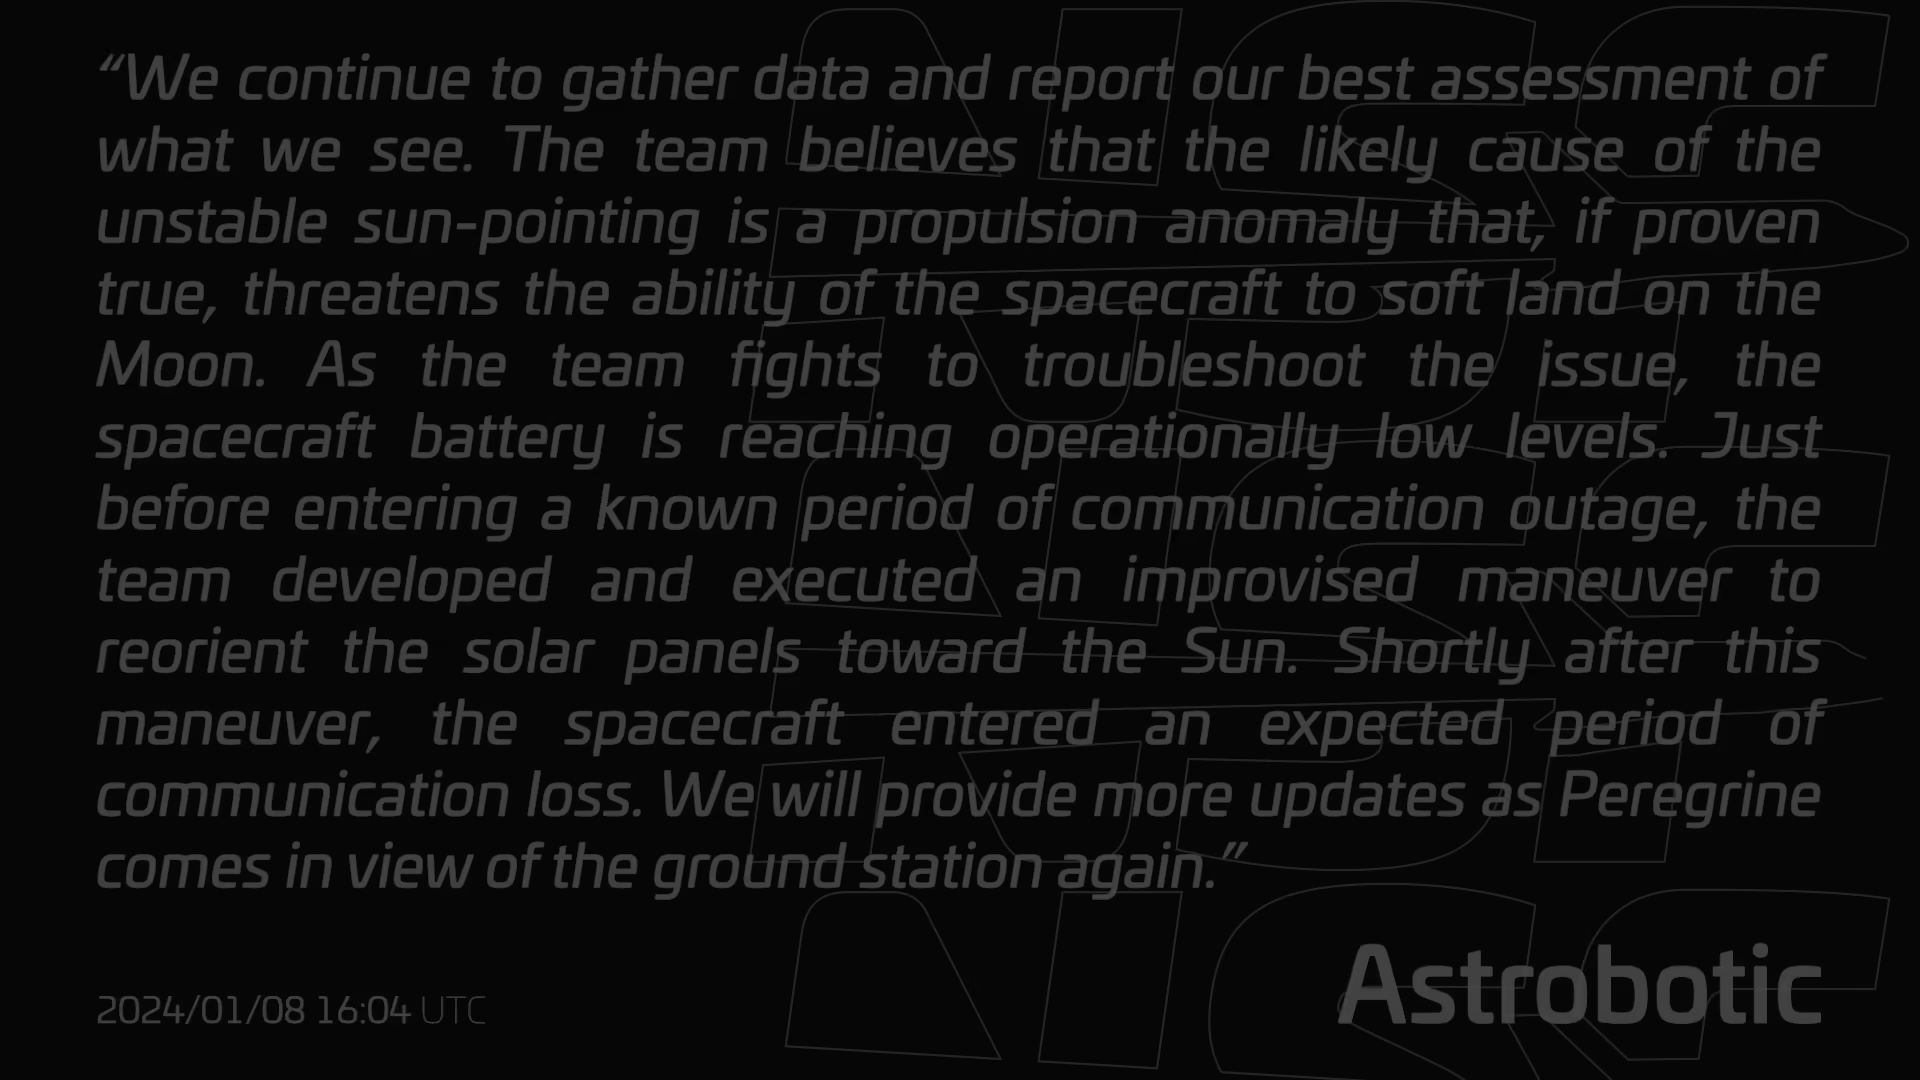 “We continue to gather data and report our best assessment of
what we see. The team believes that the likely cause of the
unstable sun-pointing is a propulsion anomaly that, if proven
true, threatens the ability of the spacecraft to soft land on the
Moon. As the team fights to troubleshoot the issue, the
spacecraft battery is reaching operationally low levels. Just
before entering a known period of communication outage, the
team developed and executed an improvised maneuver to
reorient the solar panels toward the Sun. Shortly after this
maneuver, the spacecraft entered an expected period of
communication loss. We will provide more updates as Peregrine
comes in view of the ground station again.”
2024/01/08 16:04 UTC
Astrobotic